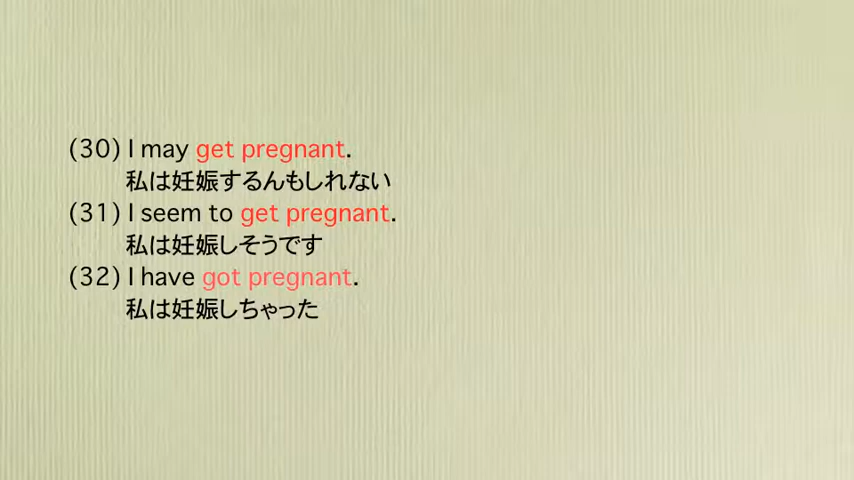 (30) I may get pregnant.
私は妊娠するんもしれない
(31) I seem to get pregnant.
私は妊娠しそうです
(32) I have got pregnant.
私は妊娠しちゃった